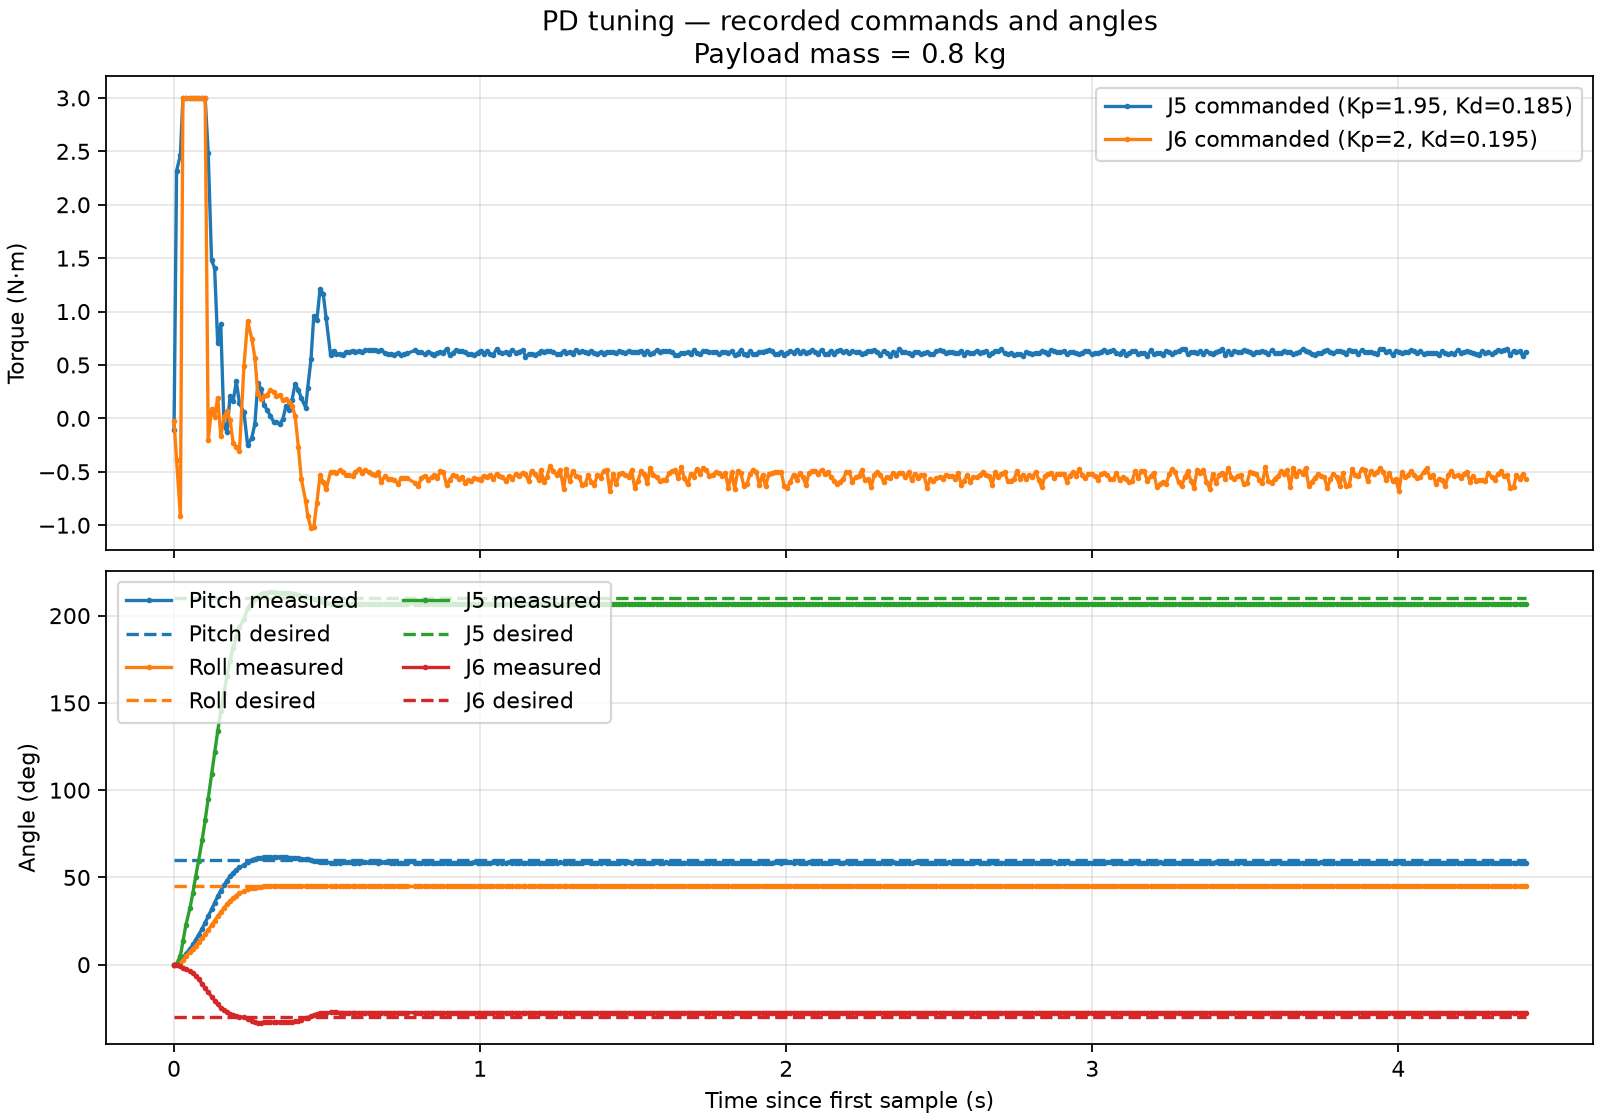 PD tuning — recorded commands and angles
Payload mass = 0.8 kg
Torque (N·m)
3.0
2.5
2.0
1.5
1.0
0.5
0.0
−0.5
−1.0
J5 commanded (Kp=1.95, Kd=0.185)
J6 commanded (Kp=2, Kd=0.195)
Angle (deg)
200
150
100
50
0
Pitch measured
Pitch desired
Roll measured
Roll desired
J5 measured
J5 desired
J6 measured
J6 desired
0 1 2 3 4
Time since first sample (s)